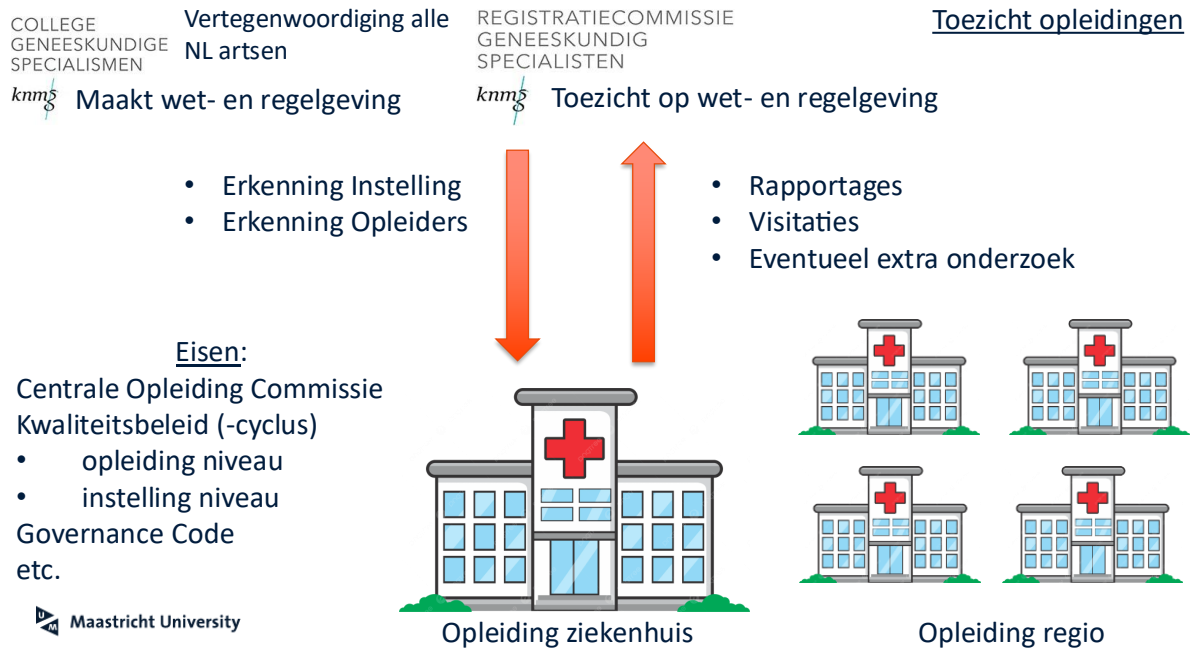 COLLEGE
GENEESKUNDIGE
SPECIALISMEN
knmg
Vertegenwoordiging alle
NL artsen
Maakt wet- en regelgeving
REGISTRATIECOMMISSIE
GENEESKUNDIG
SPECIALISTEN
knmg
Toezicht op wet- en regelgeving
Toezicht opleidingen
• Erkenning Instelling
• Erkenning Opleiders
• Rapportages
• Visitaties
• Eventueel extra onderzoek
Eisen:
Centrale Opleiding Commissie
Kwaliteitsbeleid (-cyclus)
• opleiding niveau
• instelling niveau
Governance Code
etc.
Maastricht University
Opleiding ziekenhuis
Opleiding regio